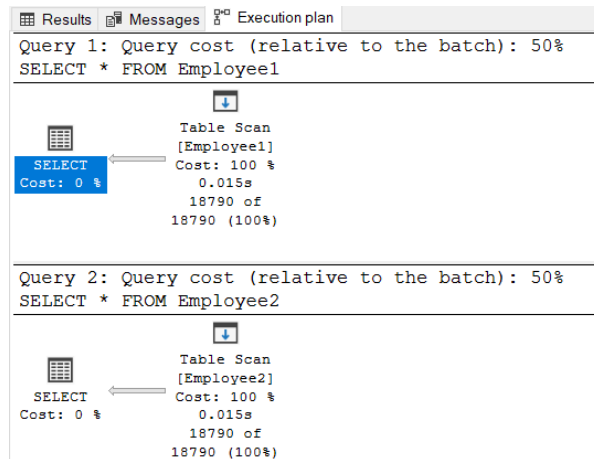 Results Messages Execution plan
Query 1: Query cost (relative to the batch): 50%
SELECT * FROM Employee1
Table Scan
[Employee1]
SELECT Cost: 100 %
Cost: 0 % 0.015s
18790 of
18790 (100%)
Query 2: Query cost (relative to the batch): 50%
SELECT * FROM Employee2
Table Scan
[Employee2]
SELECT Cost: 100 %
Cost: 0 % 0.015s
18790 of
18790 (100%)